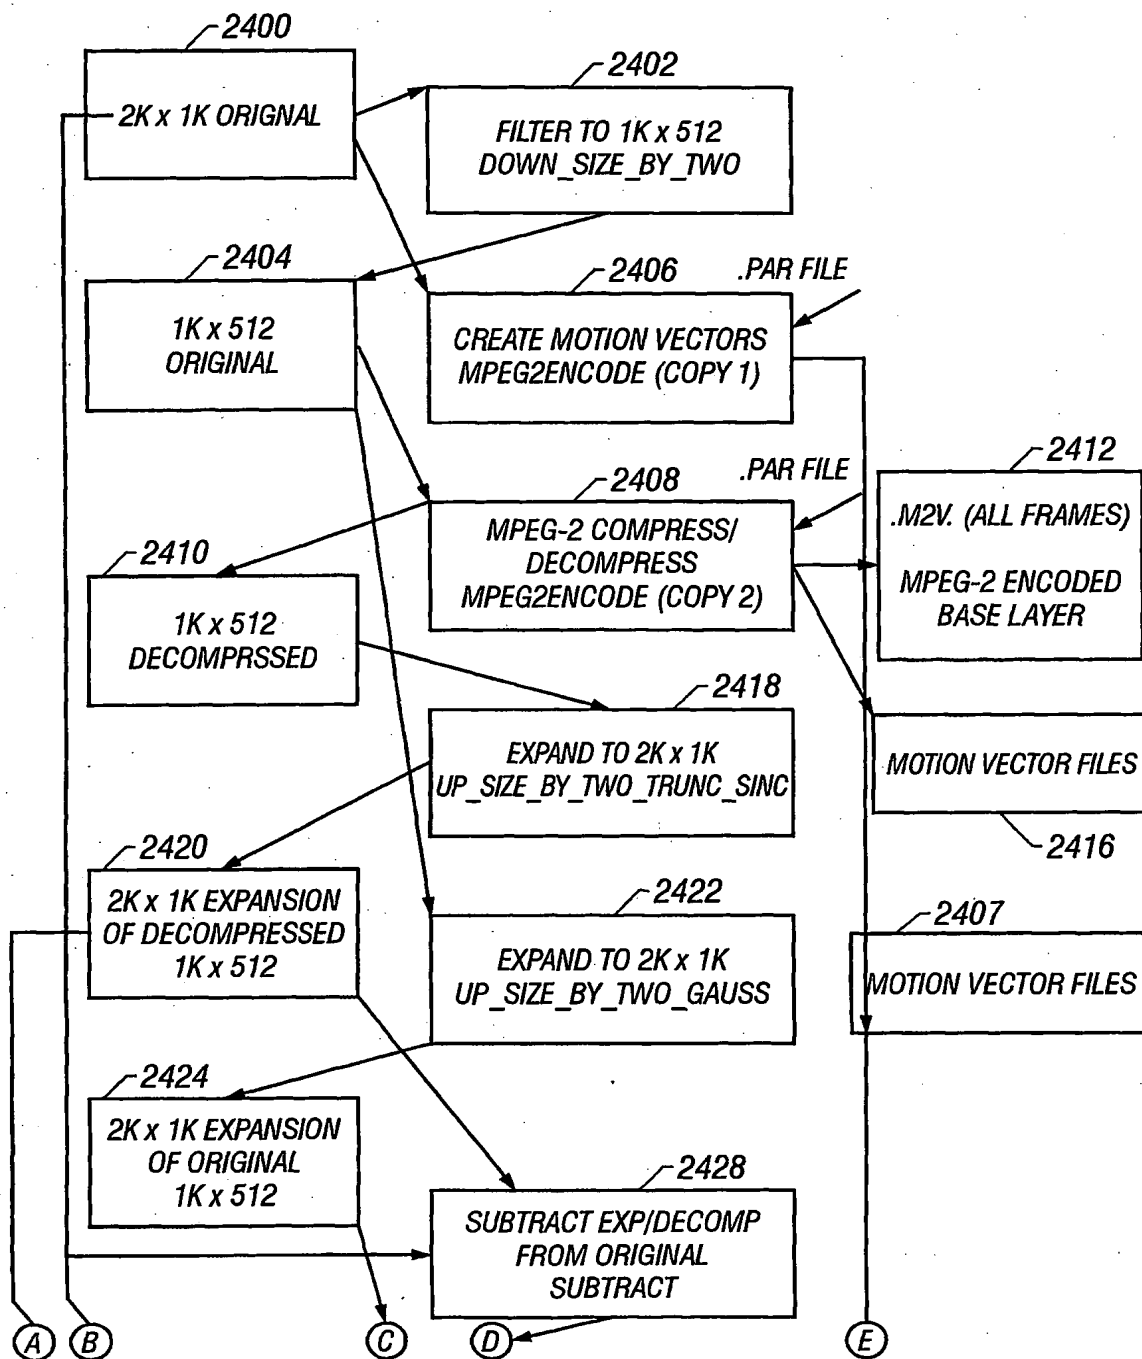 2400
2K x 1K ORIGNAL
2402
FILTER TO 1K x 512
DOWN_SIZE_BY_TWO
2404
1K x 512
ORIGINAL
2406
CREATE MOTION VECTORS
MPEG2ENCODE (COPY 1)
.PAR FILE
2408
MPEG-2 COMPRESS/
DECOMPRESS
MPEG2ENCODE (COPY 2)
.PAR FILE
2412
.M2V. (ALL FRAMES)
MPEG-2 ENCODED
BASE LAYER
2410
1K x 512
DECOMPRSSED
2418
EXPAND TO 2K x 1K
UP_SIZE_BY_TWO_TRUNC_SINC
MOTION VECTOR FILES
2416
2420
2K x 1K EXPANSION
OF DECOMPRESSED
1K x 512
2422
EXPAND TO 2K x 1K
UP_SIZE_BY_TWO_GAUSS
2407
MOTION VECTOR FILES
2424
2K x 1K EXPANSION
OF ORIGINAL
1K x 512
2428
SUBTRACT EXP/DECOMP
FROM ORIGINAL
SUBTRACT
A B C D E